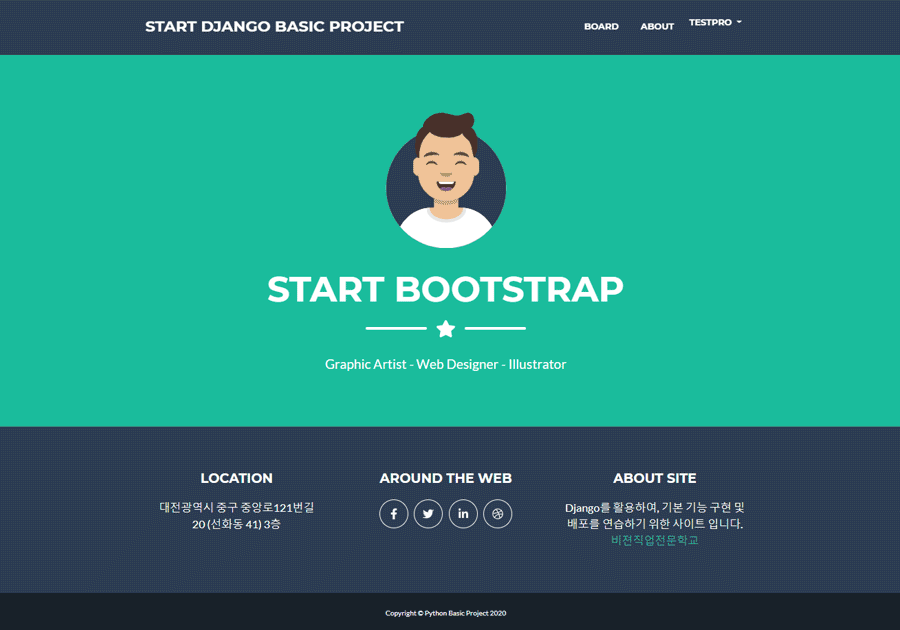 START DJANGO BASIC PROJECT
BOARD ABOUT TESTPRO
START BOOTSTRAP
Graphic Artist - Web Designer - Illustrator
LOCATION
대전광역시 중구 중앙로121번길
20 (선화동 41) 3층
AROUND THE WEB
ABOUT SITE
Django를 활용하여, 기본 기능 구현 및
배포를 연습하기 위한 사이트 입니다.
비젼직업전문학교
Copyright © Python Basic Project 2020